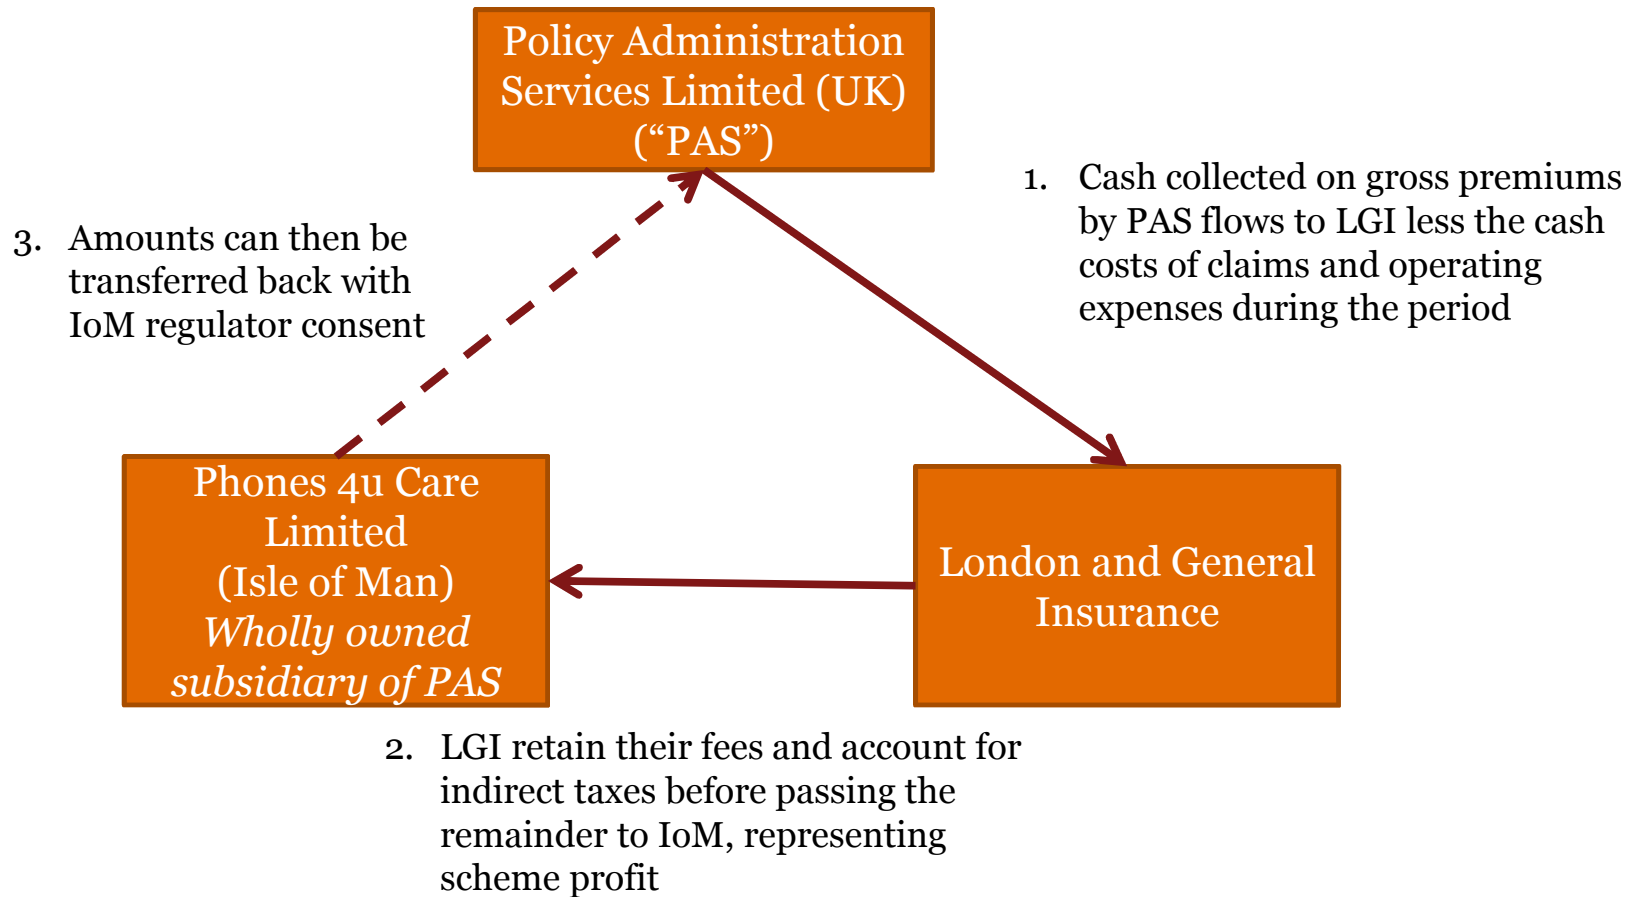 Policy Administration
Services Limited (UK)
(“PAS”)
1. Cash collected on gross premiums
by PAS flows to LGI less the cash
costs of claims and operating
expenses during the period
3. Amounts can then be
transferred back with
IoM regulator consent
Phones 4u Care
Limited
(Isle of Man)
Wholly owned
subsidiary of PAS
London and General
Insurance
2. LGI retain their fees and account for
indirect taxes before passing the
remainder to IoM, representing
scheme profit